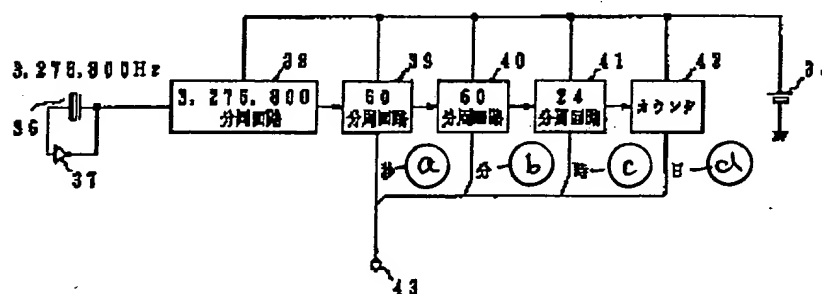 3,276,800Hz
36
37
38
3,276,800
分周回路
39
60
分周回路
40
60
分周回路
41
24
分周回路
42
カウンタ
秒 ⓐ
分 ⓑ
時 ⓒ
日 ⓓ
43